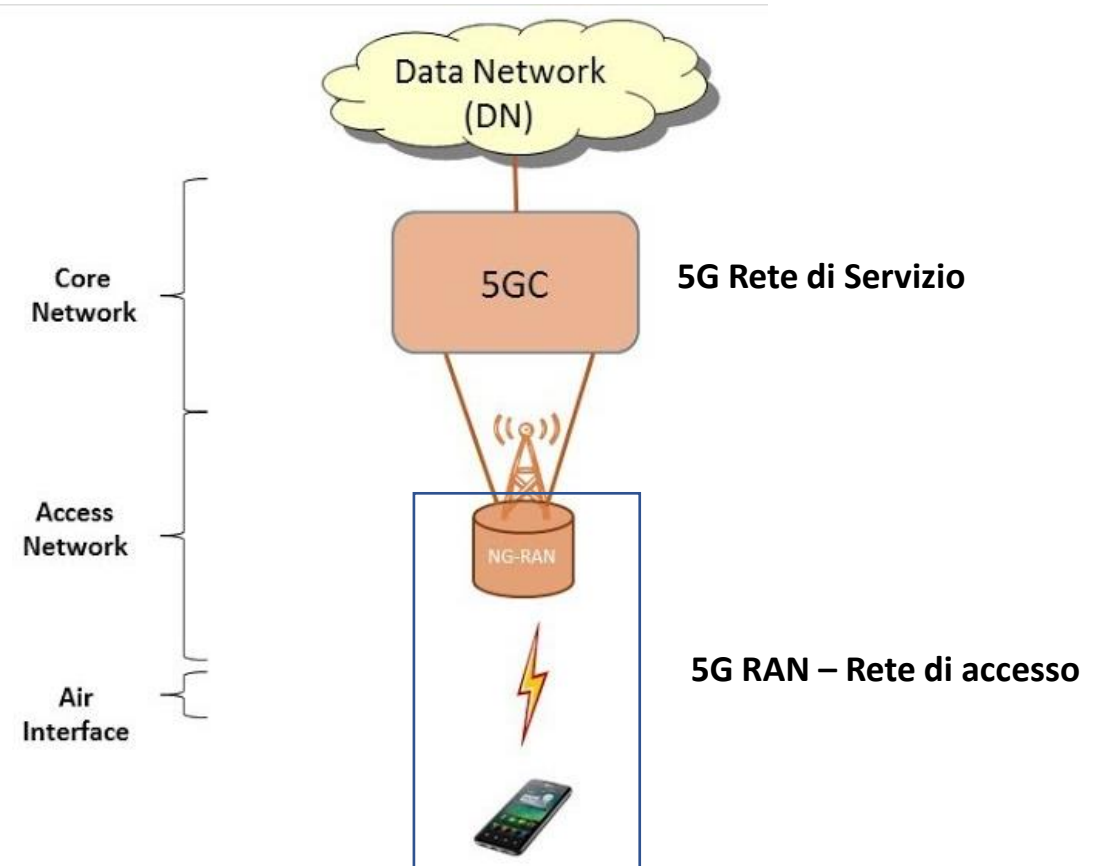 Data Network
(DN)
Core
Network
5GC
5G Rete di Servizio
Access
Network
NG-RAN
5G RAN – Rete di accesso
Air
Interface